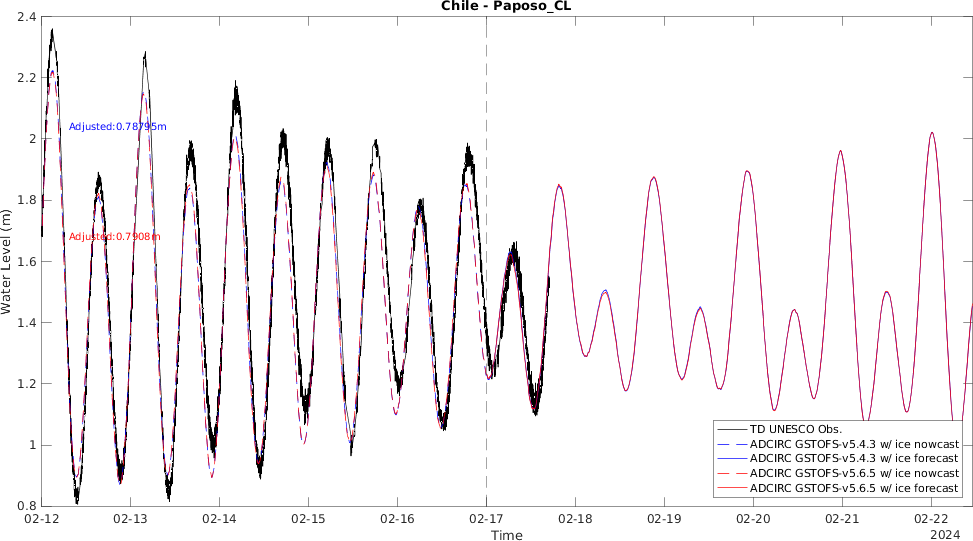 Chile - Paposo_CL
Water Level (m)
2.4
2.2
2
1.8
1.6
1.4
1.2
1
0.8
Adjusted:0.78795m
Adjusted:0.7908m
TD UNESCO Obs.
ADCIRC GSTOFS-v5.4.3 w/ ice nowcast
ADCIRC GSTOFS-v5.4.3 w/ ice forecast
ADCIRC GSTOFS-v5.6.5 w/ ice nowcast
ADCIRC GSTOFS-v5.6.5 w/ ice forecast
02-12 02-13 02-14 02-15 02-16 02-17 02-18 02-19 02-20 02-21 02-22
2024
Time